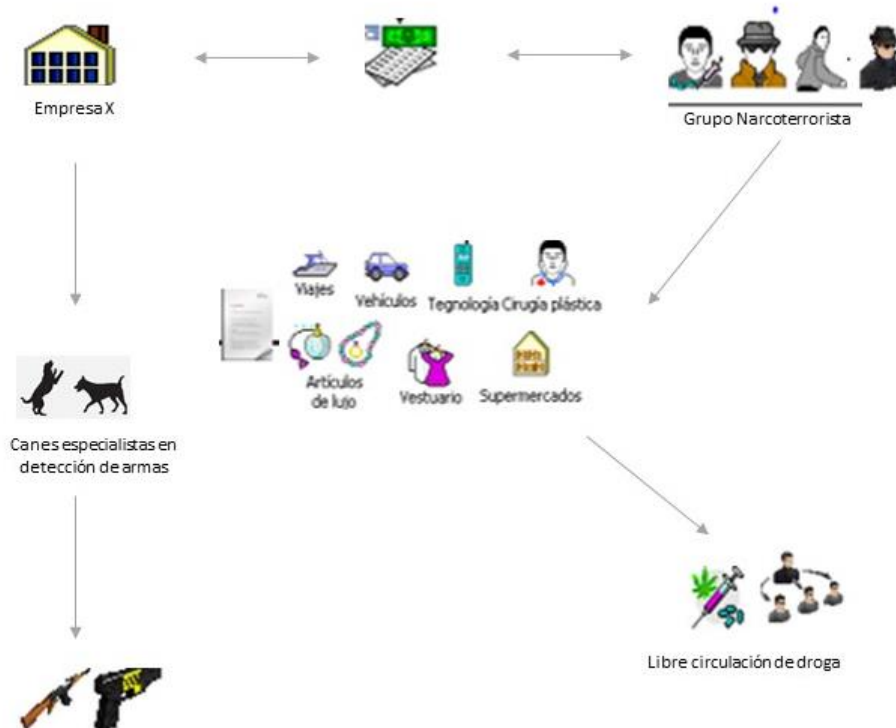 Empresa X
Grupo Narcoterrorista
Viajes
Vehículos
Tegnología
Cirugía plástica
Artículos
de lujo
Vestuario
Supermercados
Canes especialistas en
detección de armas
Libre circulación de droga